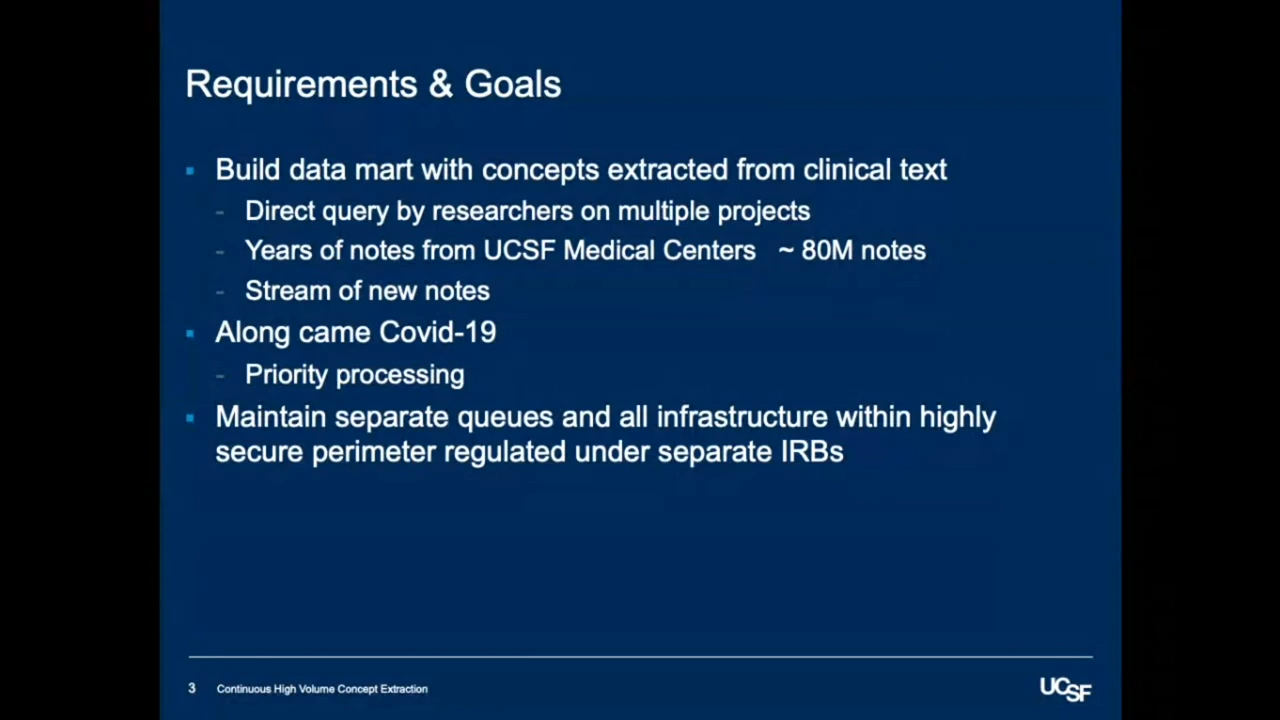 Requirements & Goals
▪ Build data mart with concepts extracted from clinical text
- Direct query by researchers on multiple projects
- Years of notes from UCSF Medical Centers ~ 80M notes
- Stream of new notes
▪ Along came Covid-19
- Priority processing
▪ Maintain separate queues and all infrastructure within highly
secure perimeter regulated under separate IRBs
3 Continuous High Volume Concept Extraction
UCSF